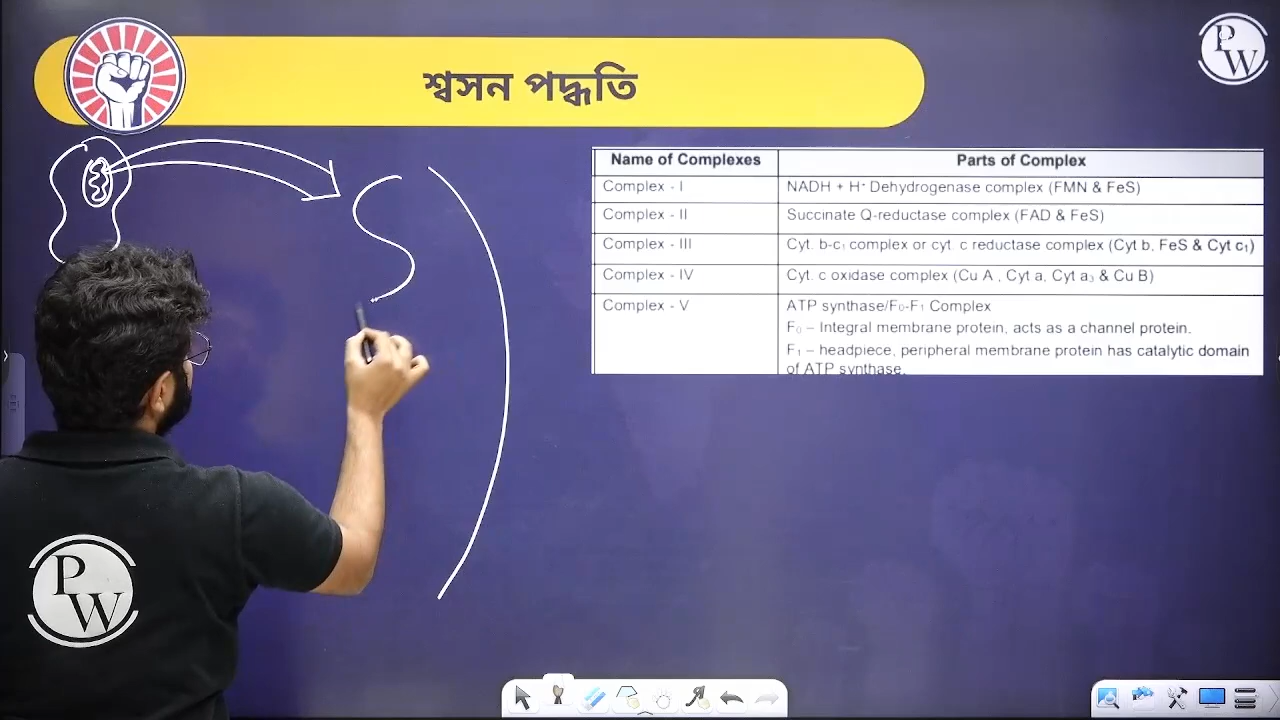 শ্বসন পদ্ধতি
PW
Name of Complexes Parts of Complex
Complex - I NADH + H⁺ Dehydrogenase complex (FMN & FeS)
Complex - II Succinate Q-reductase complex (FAD & FeS)
Complex - III Cyt. b-c₁ complex or cyt. c reductase complex (Cyt b, FeS & Cyt c₁)
Complex - IV Cyt. c oxidase complex (Cu A , Cyt a, Cyt a₃ & Cu B)
Complex - V ATP synthase/F₀-F₁ Complex
F₀ – Integral membrane protein, acts as a channel protein.
F₁ – headpiece, peripheral membrane protein has catalytic domain
of ATP synthase.
PW